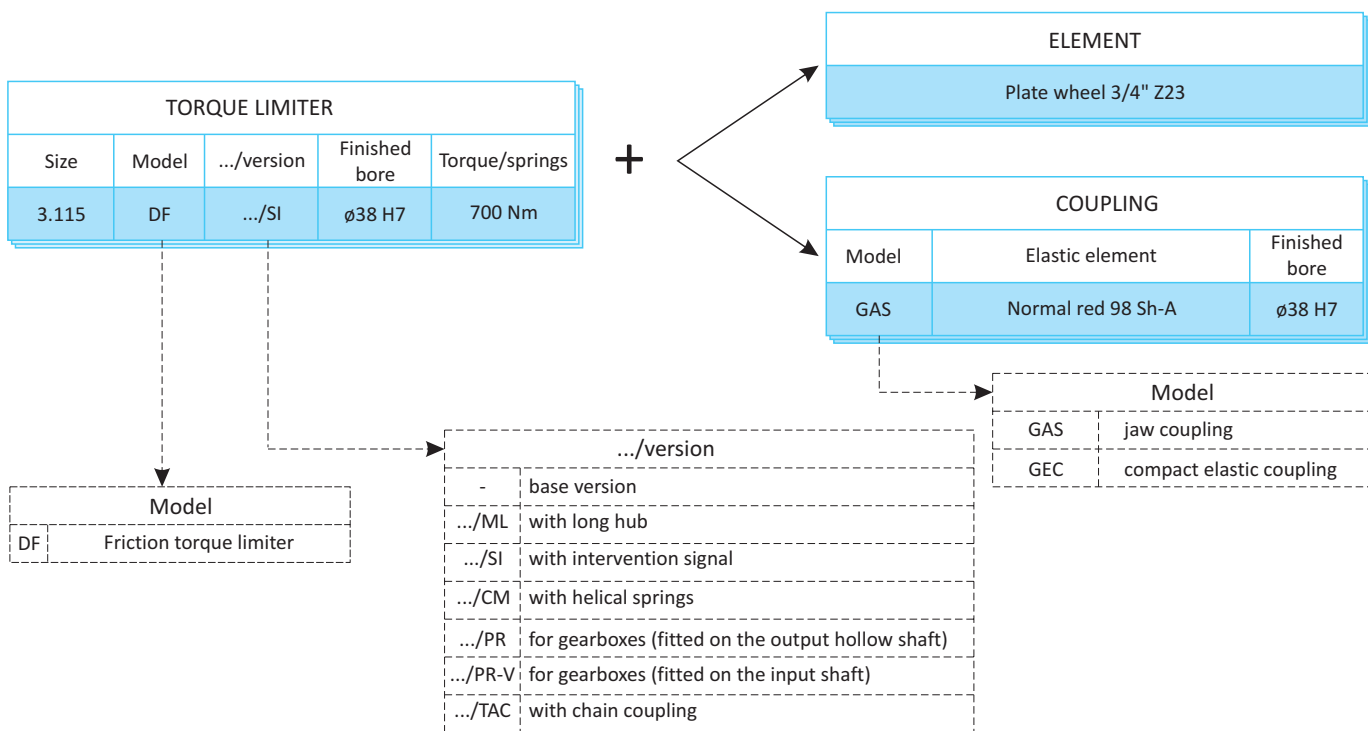 TORQUE LIMITER
Size Model .../version Finished bore Torque/springs
3.115 DF .../SI ø38 H7 700 Nm
+
ELEMENT
Plate wheel 3/4" Z23
COUPLING
Model Elastic element Finished bore
GAS Normal red 98 Sh-A ø38 H7
Model
GAS jaw coupling
GEC compact elastic coupling
.../version
- base version
.../ML with long hub
.../SI with intervention signal
.../CM with helical springs
.../PR for gearboxes (fitted on the output hollow shaft)
.../PR-V for gearboxes (fitted on the input shaft)
.../TAC with chain coupling
Model
DF Friction torque limiter